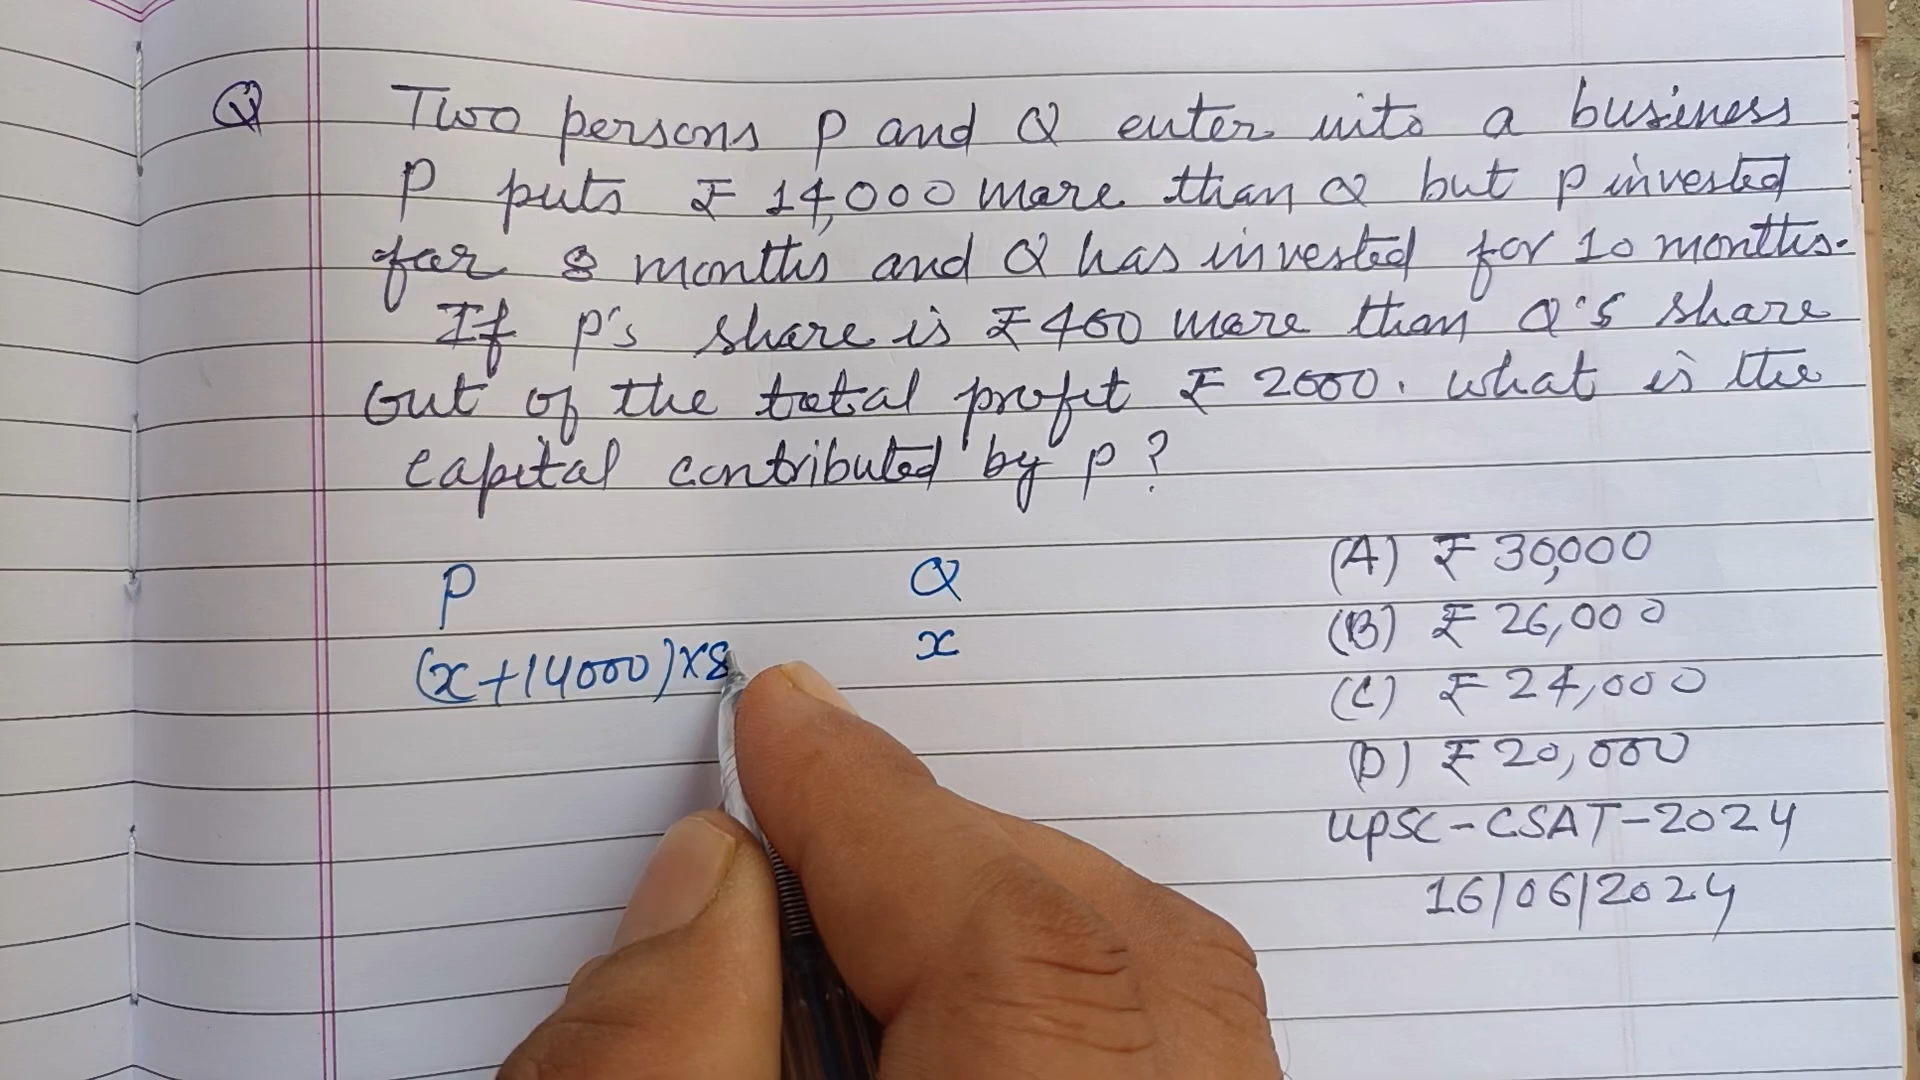 Q Two persons P and Q enter into a business
P puts ₹ 14,000 more than Q but P invested
for 8 months and Q has invested for 10 months.
If P's share is ₹ 400 more than Q's share
out of the total profit ₹ 2000. what is the
capital contributed by P?
P Q
(x+14000)×8 x
(A) ₹ 30,000
(B) ₹ 26,000
(C) ₹ 24,000
(D) ₹ 20,000
UPSC-CSAT-2024
16/06/2024